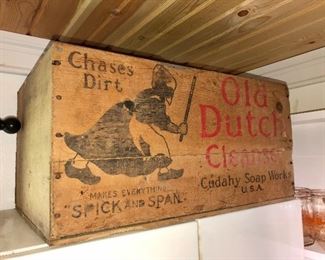 Chases
Dirt
Old
Dutch
Cleanser
MAKES EVERYTHING
"SPICK AND SPAN"
Cudahy Soap Works
U.S.A.